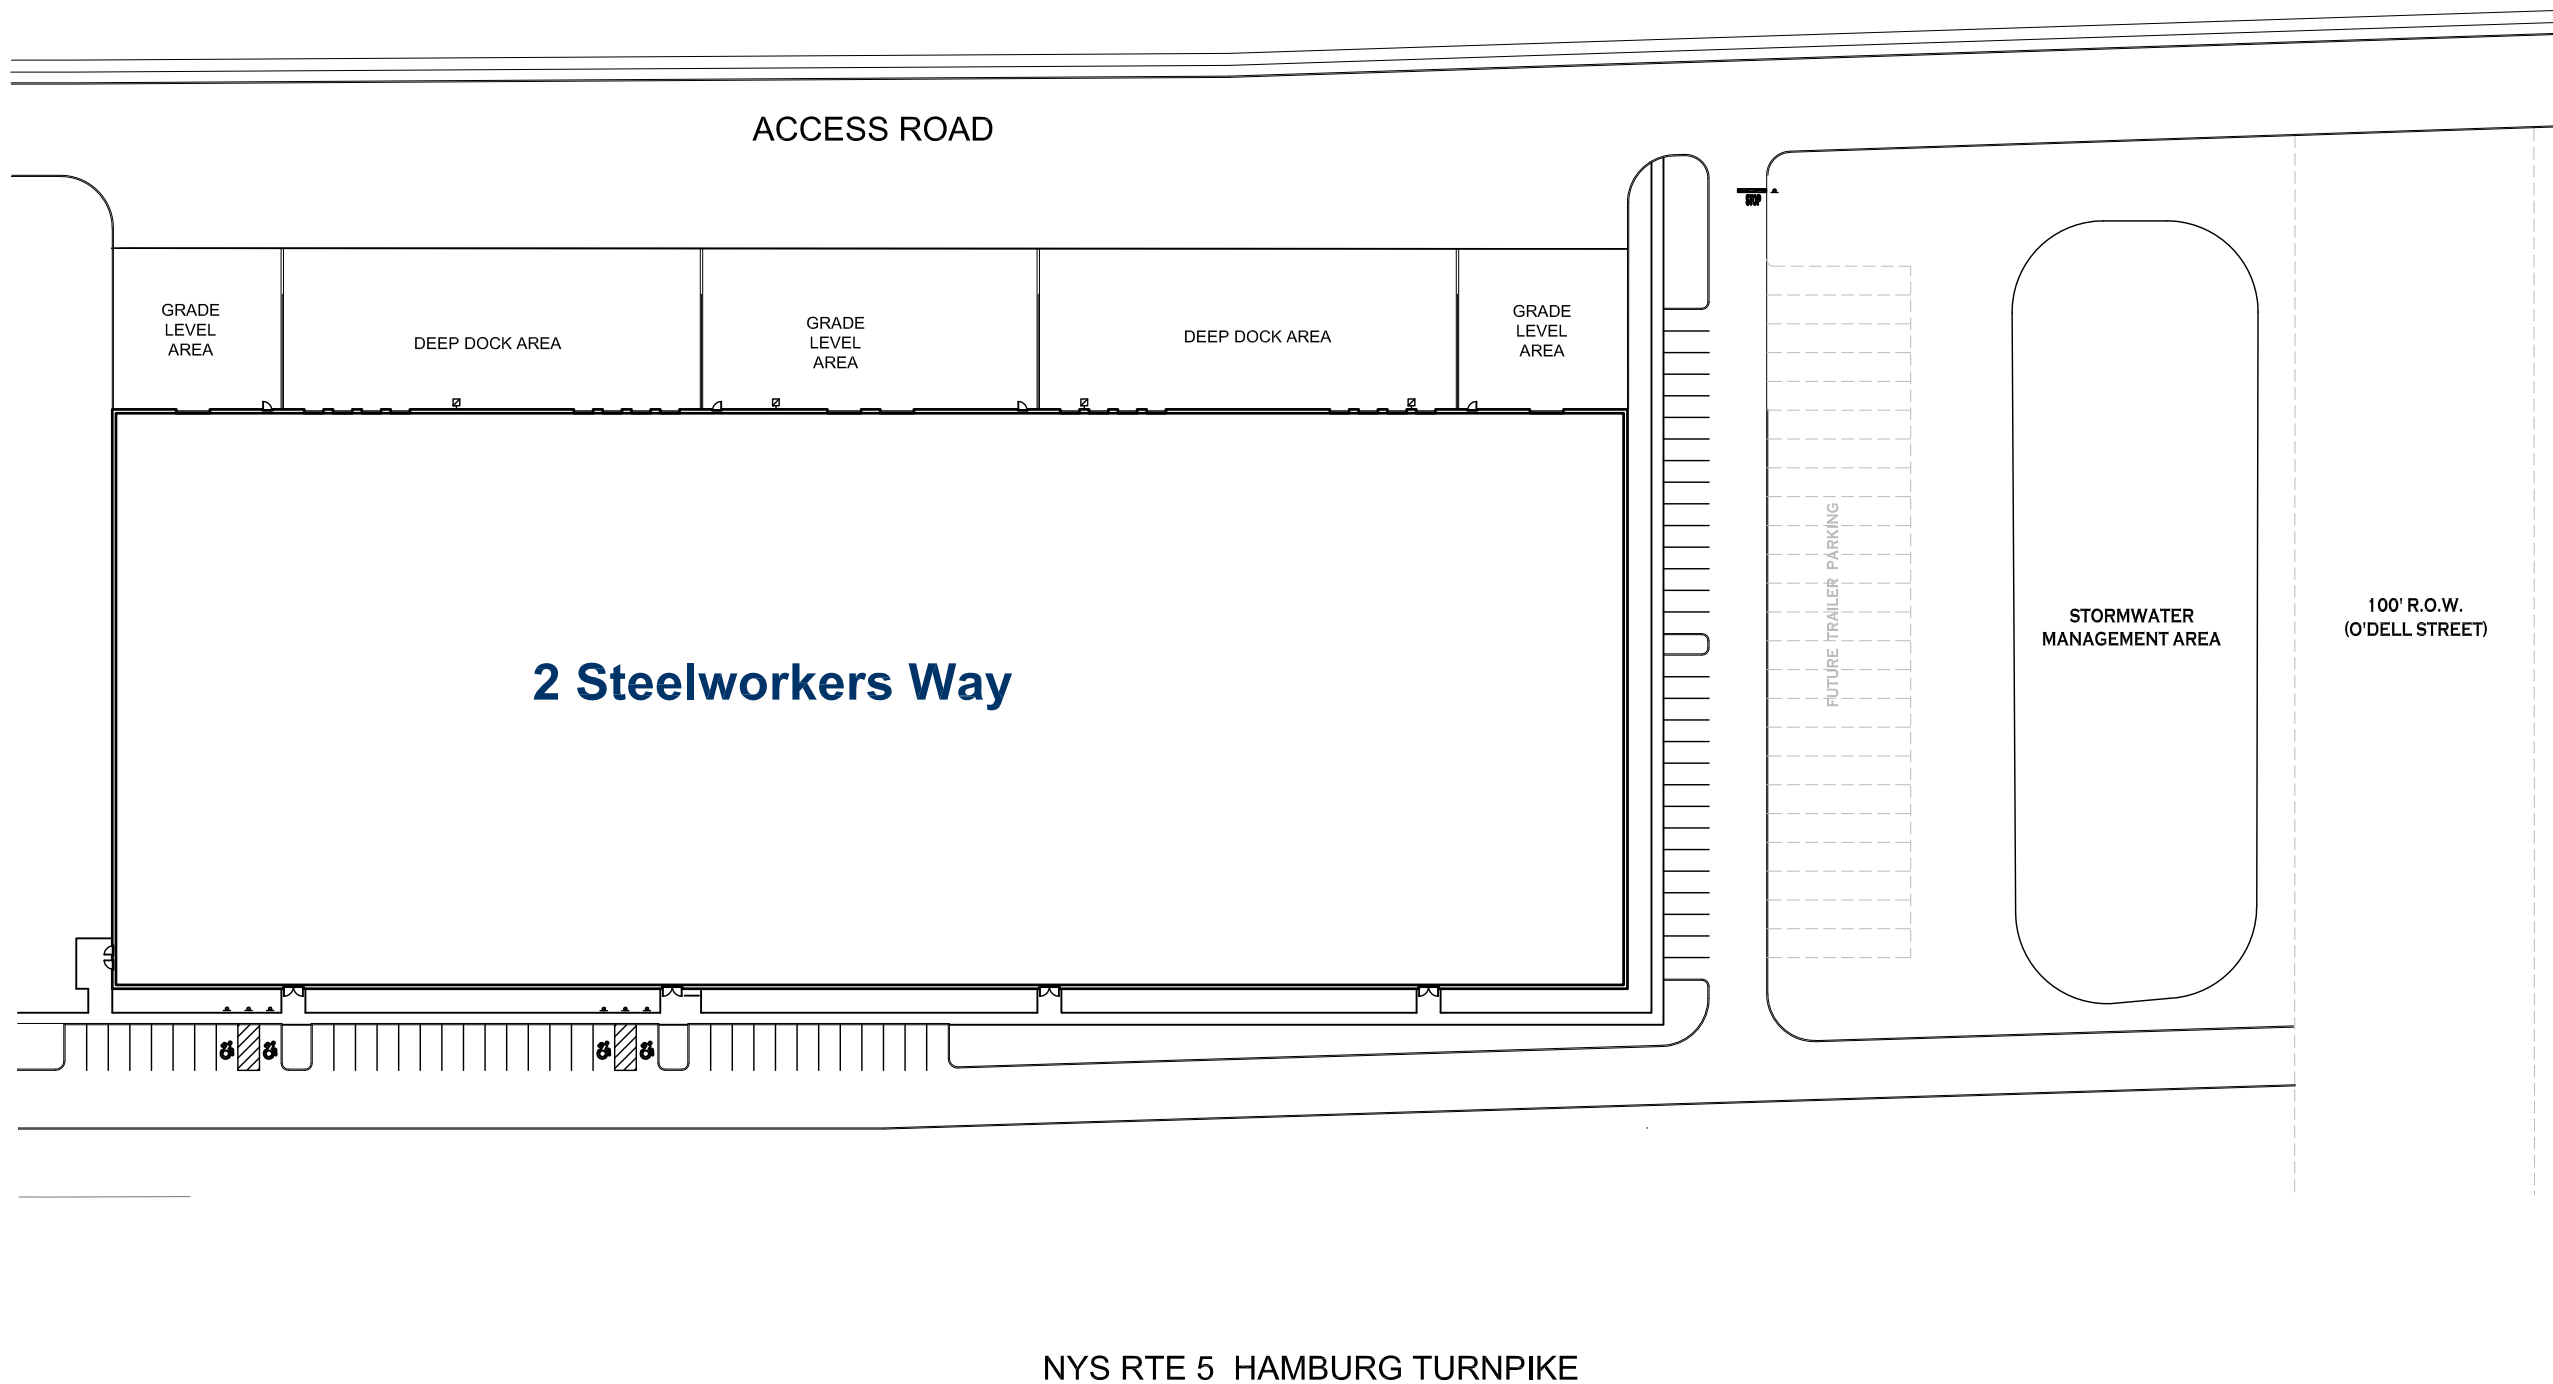 ACCESS ROAD
STOP
GRADE
LEVEL
AREA
DEEP DOCK AREA
GRADE
LEVEL
AREA
DEEP DOCK AREA
GRADE
LEVEL
AREA
2 Steelworkers Way
FUTURE TRAILER PARKING
STORMWATER
MANAGEMENT AREA
100' R.O.W.
(O'DELL STREET)
NYS RTE 5 HAMBURG TURNPIKE